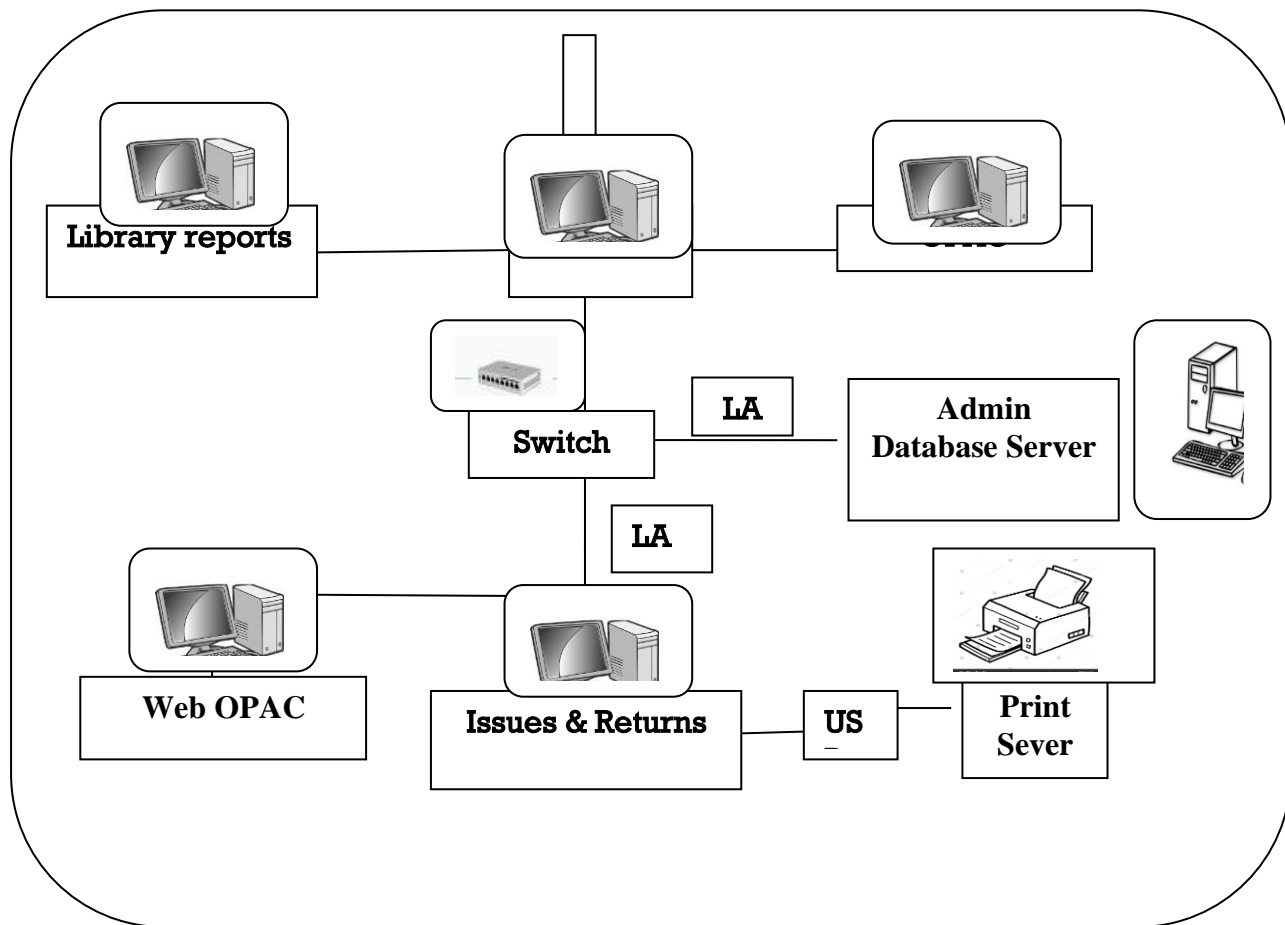 Library reports
LA
Admin
Database Server
Switch
LA
Web OPAC
Issues & Returns
US
Print
Sever